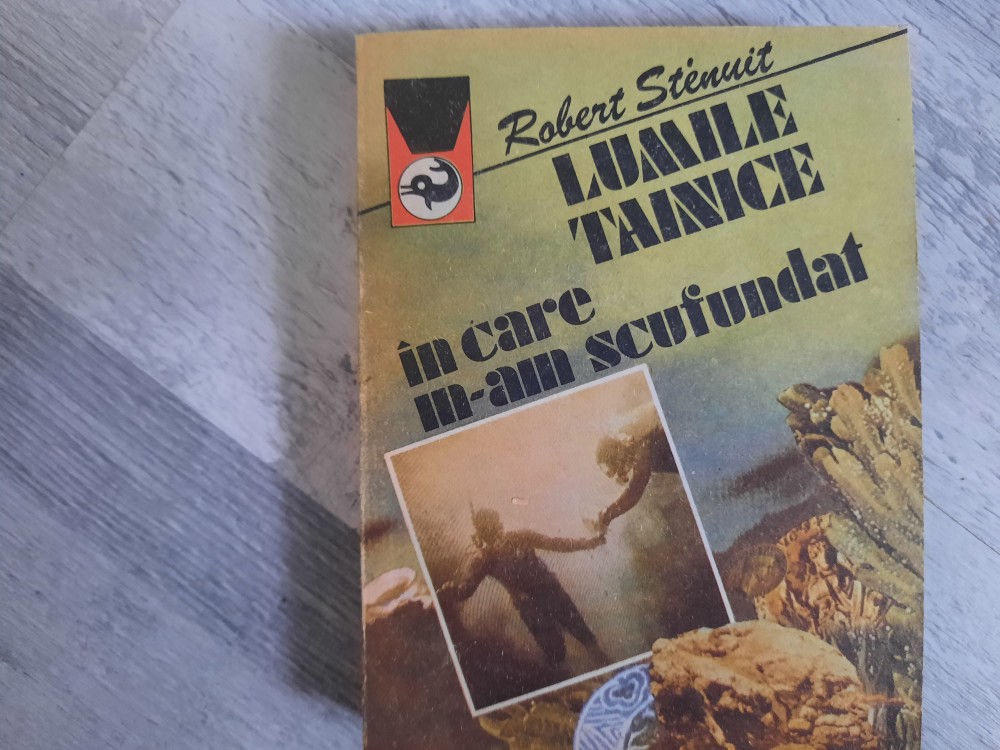 Robert Sténuit
LUMILE
TAINICE
în care
m-am scufundat